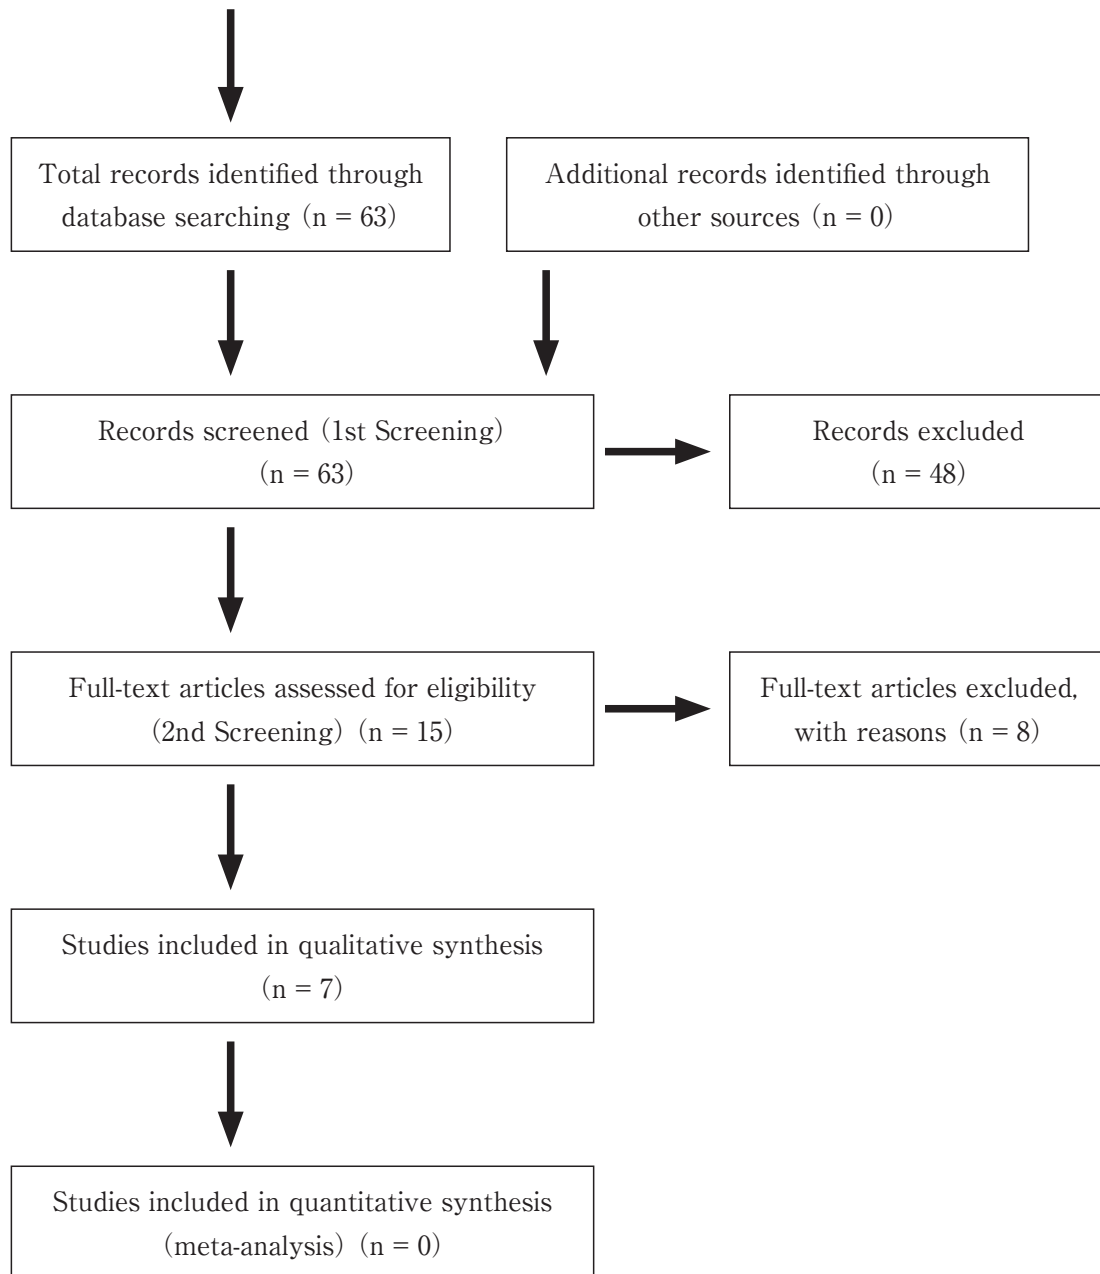 Total records identified through
database searching (n = 63)
Additional records identified through
other sources (n = 0)
Records screened (1st Screening)
(n = 63)
Records excluded
(n = 48)
Full-text articles assessed for eligibility
(2nd Screening) (n = 15)
Full-text articles excluded,
with reasons (n = 8)
Studies included in qualitative synthesis
(n = 7)
Studies included in quantitative synthesis
(meta-analysis) (n = 0)